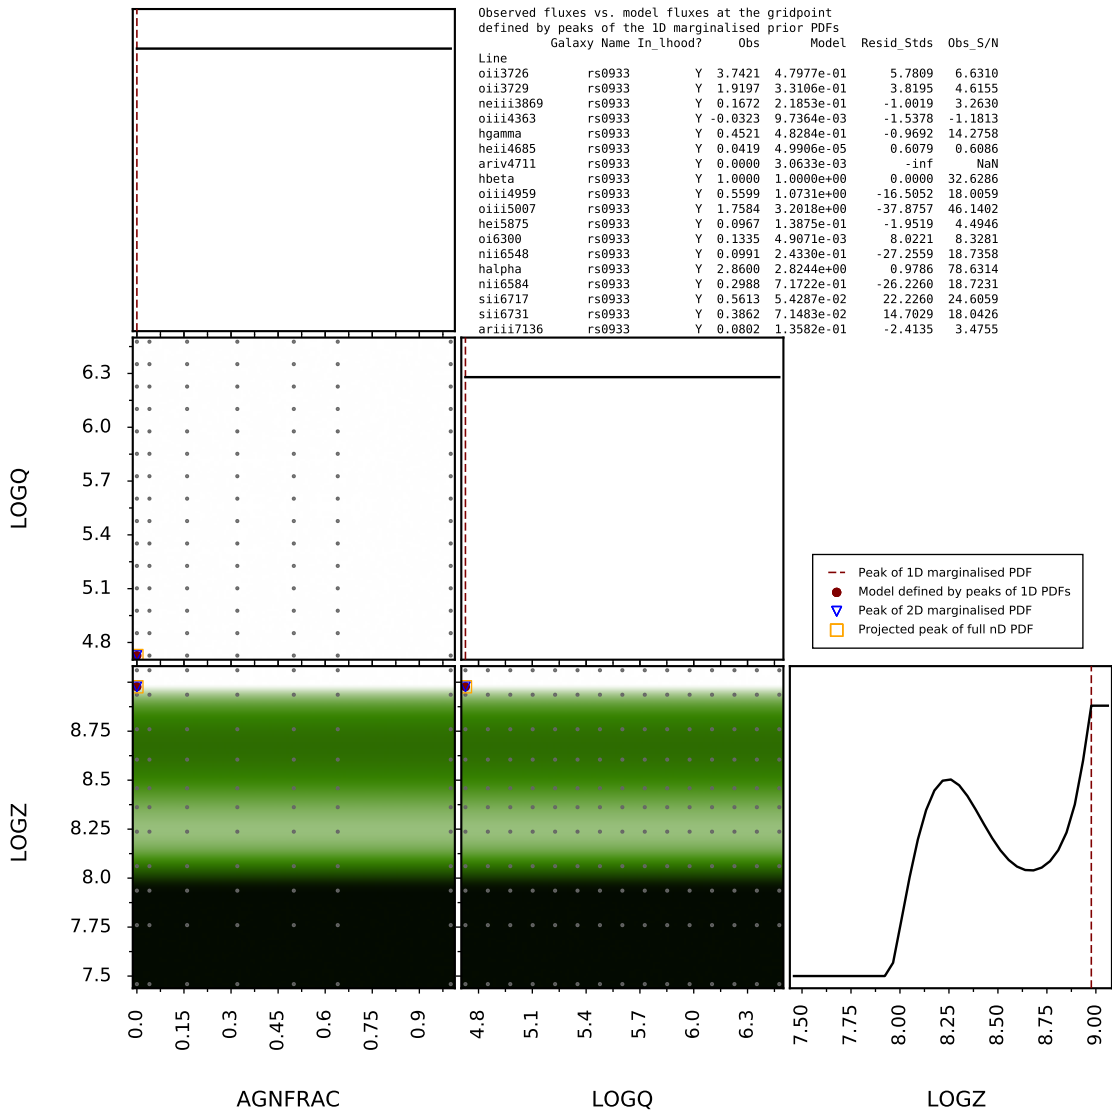 Observed fluxes vs. model fluxes at the gridpoint
defined by peaks of the 1D marginalised prior PDFs
Galaxy Name In_lhood? Obs Model Resid_Stds Obs_S/N
Line
oii3726 rs0933 Y 3.7421 4.7977e-01 5.7809 6.6310
oii3729 rs0933 Y 1.9197 3.3106e-01 3.8195 4.6155
neiii3869 rs0933 Y 0.1672 2.1853e-01 -1.0019 3.2630
oiii4363 rs0933 Y -0.0323 9.7364e-03 -1.5378 -1.1813
hgamma rs0933 Y 0.4521 4.8284e-01 -0.9692 14.2758
heii4685 rs0933 Y 0.0419 4.9906e-05 0.6079 0.6086
ariv4711 rs0933 Y 0.0000 3.0633e-03 -inf NaN
hbeta rs0933 Y 1.0000 1.0000e+00 0.0000 32.6286
oiii4959 rs0933 Y 0.5599 1.0731e+00 -16.5052 18.0059
oiii5007 rs0933 Y 1.7584 3.2018e+00 -37.8757 46.1402
hei5875 rs0933 Y 0.0967 1.3875e-01 -1.9519 4.4946
oi6300 rs0933 Y 0.1335 4.9071e-03 8.0221 8.3281
nii6548 rs0933 Y 0.0991 2.4330e-01 -27.2559 18.7358
halpha rs0933 Y 2.8600 2.8244e+00 0.9786 78.6314
nii6584 rs0933 Y 0.2988 7.1722e-01 -26.2260 18.7231
sii6717 rs0933 Y 0.5613 5.4287e-02 22.2260 24.6059
sii6731 rs0933 Y 0.3862 7.1483e-02 14.7029 18.0426
ariii7136 rs0933 Y 0.0802 1.3582e-01 -2.4135 3.4755
6.3
6.0
5.7
5.4
5.1
4.8
LOGQ
Peak of 1D marginalised PDF
Model defined by peaks of 1D PDFs
Peak of 2D marginalised PDF
Projected peak of full nD PDF
8.75
8.5
8.25
8.0
7.75
7.5
LOGZ
0.0 0.15 0.3 0.45 0.6 0.75 0.9
4.8 5.1 5.4 5.7 6.0 6.3
7.50 7.75 8.00 8.25 8.50 8.75 9.00
AGNFRAC
LOGQ
LOGZ